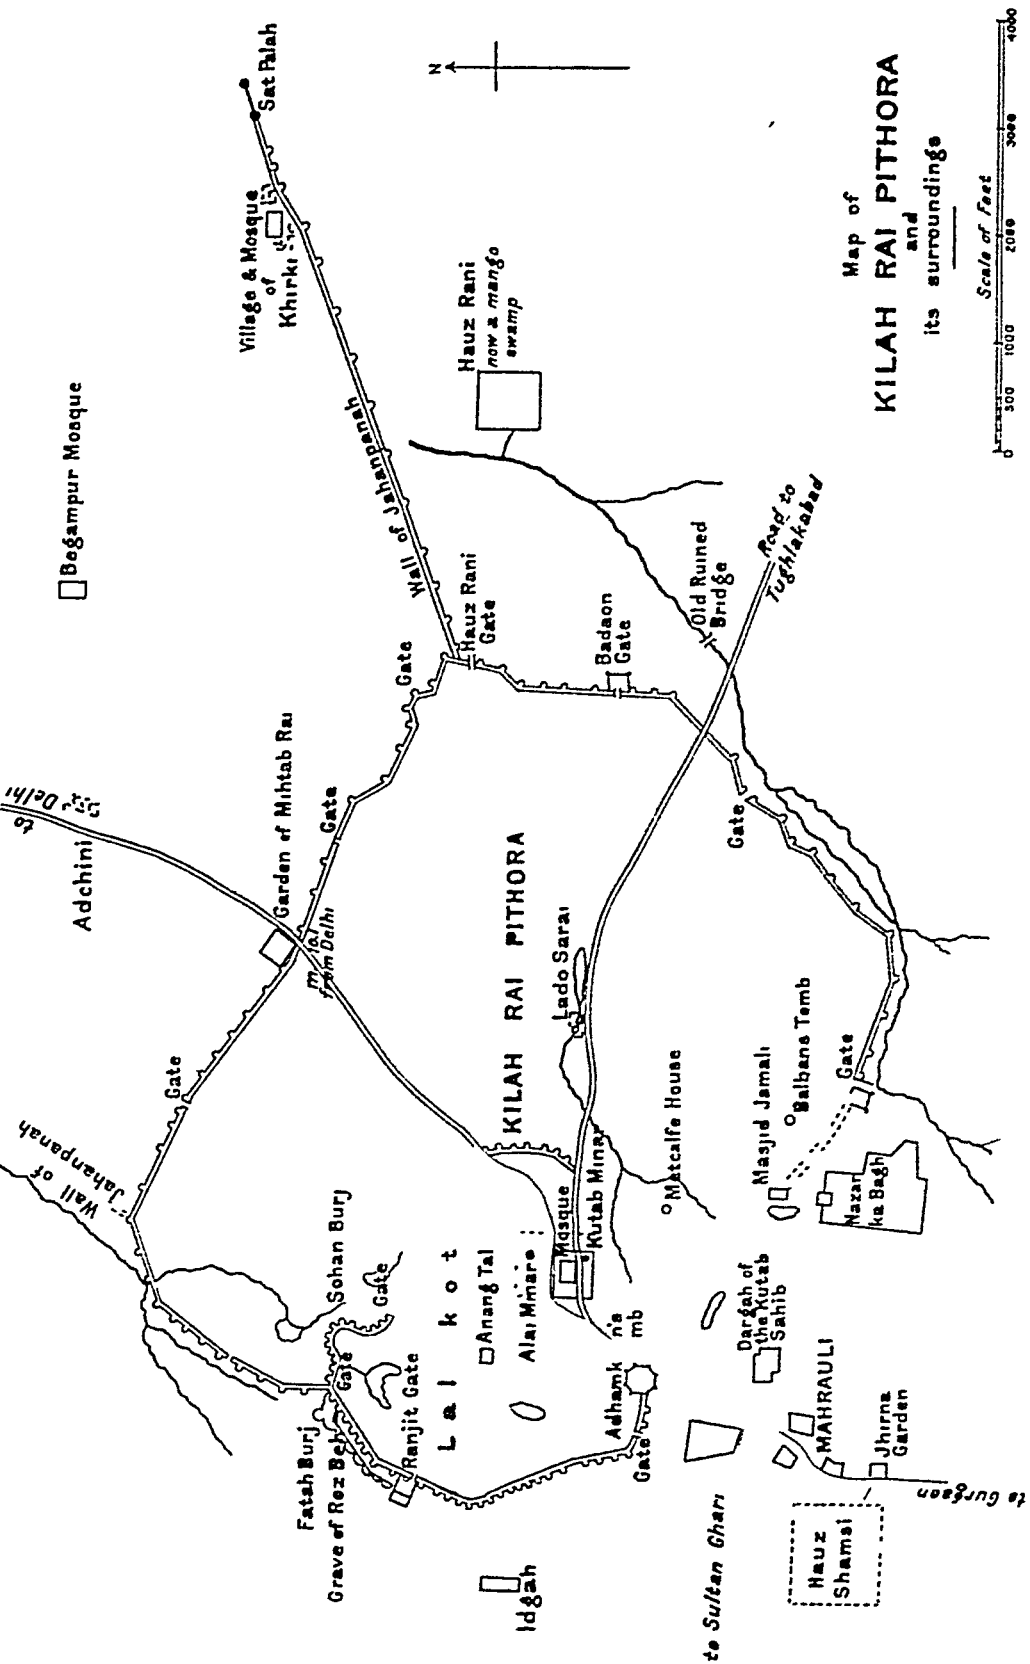 Map of
KILAH RAI PITHORA
and
its surroundings
Scale of Feet
0 500 1000 2000 3000 4000
N
Sat Palah
Village & Mosque
of
Khirki
Begampur Mosque
Wall of Jahanpanah
Hauz Rani
now a mango
swamp
Hauz Rani
Gate
Gate
Badaon
Gate
Old Ruined
Bridge
Road to
Tughlakabad
to Delhi
Adchini
Garden of Mihtab Rai
Gate
from Delhi
Gate
Wall of
Jahanpanah
KILAH RAI PITHORA
Lado Sarai
Gate
Metcalfe House
Masjid Jamali
Balbans Tomb
Gate
Nazar
ka Bagh
Mosque
Kutab Minar
Sohan Burj
Gate
Lal kot
Anang Tal
Alai Minare
Gate
Ranjit Gate
Fatah Burj
Grave of Roz Beh
Adhamk
n's
mb
Gate
Dargah of
the Kutab
Sahib
MAHRAULI
Jhirna
Garden
to Gurgaon
Hauz
Shamsi
to Sultan Ghari
Idgah